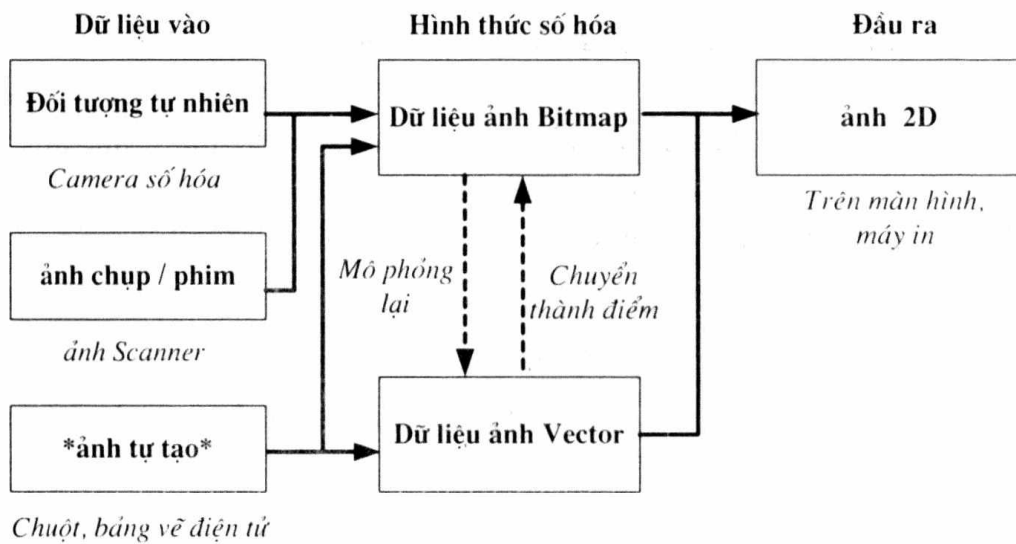 Dữ liệu vào
Hình thức số hóa
Đầu ra
Đối tượng tự nhiên
Camera số hóa
ảnh chụp / phim
ảnh Scanner
*ảnh tự tạo*
Chuột, bảng vẽ điện tử
Dữ liệu ảnh Bitmap
Mô phỏng
lại
Chuyển
thành điểm
Dữ liệu ảnh Vector
ảnh 2D
Trên màn hình,
máy in